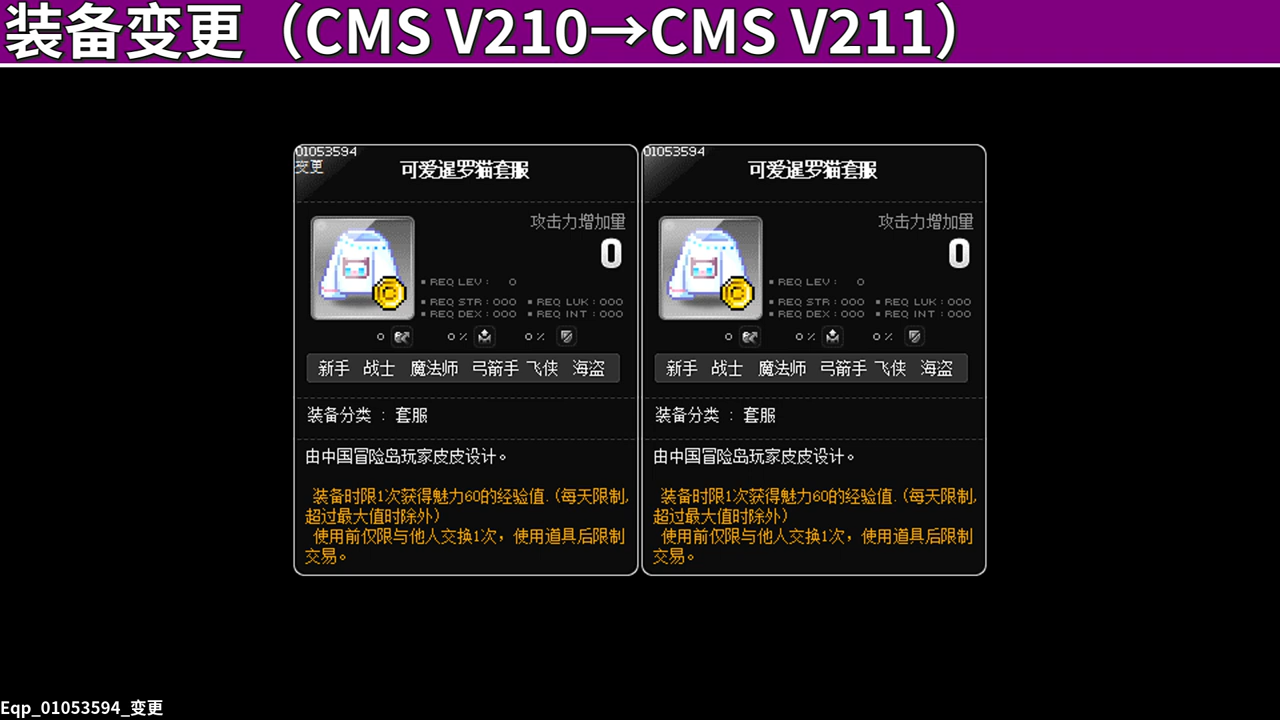 装备变更（CMS V210→CMS V211）
01053594
变更
可爱暹罗猫套服
攻击力增加量
0
REQ LEV : 0
REQ STR : 000 REQ LUK : 000
REQ DEX : 000 REQ INT : 000
0 0 % 0 %
新手 战士 魔法师 弓箭手 飞侠 海盗
装备分类 : 套服
由中国冒险岛玩家皮皮设计。
装备时限1次获得魅力60的经验值.(每天限制,
超过最大值时除外)
使用前仅限与他人交换1次，使用道具后限制
交易。
01053594
可爱暹罗猫套服
攻击力增加量
0
REQ LEV : 0
REQ STR : 000 REQ LUK : 000
REQ DEX : 000 REQ INT : 000
0 0 % 0 %
新手 战士 魔法师 弓箭手 飞侠 海盗
装备分类 : 套服
由中国冒险岛玩家皮皮设计。
装备时限1次获得魅力60的经验值.(每天限制,
超过最大值时除外)
使用前仅限与他人交换1次，使用道具后限制
交易。
Eqp_01053594_变更